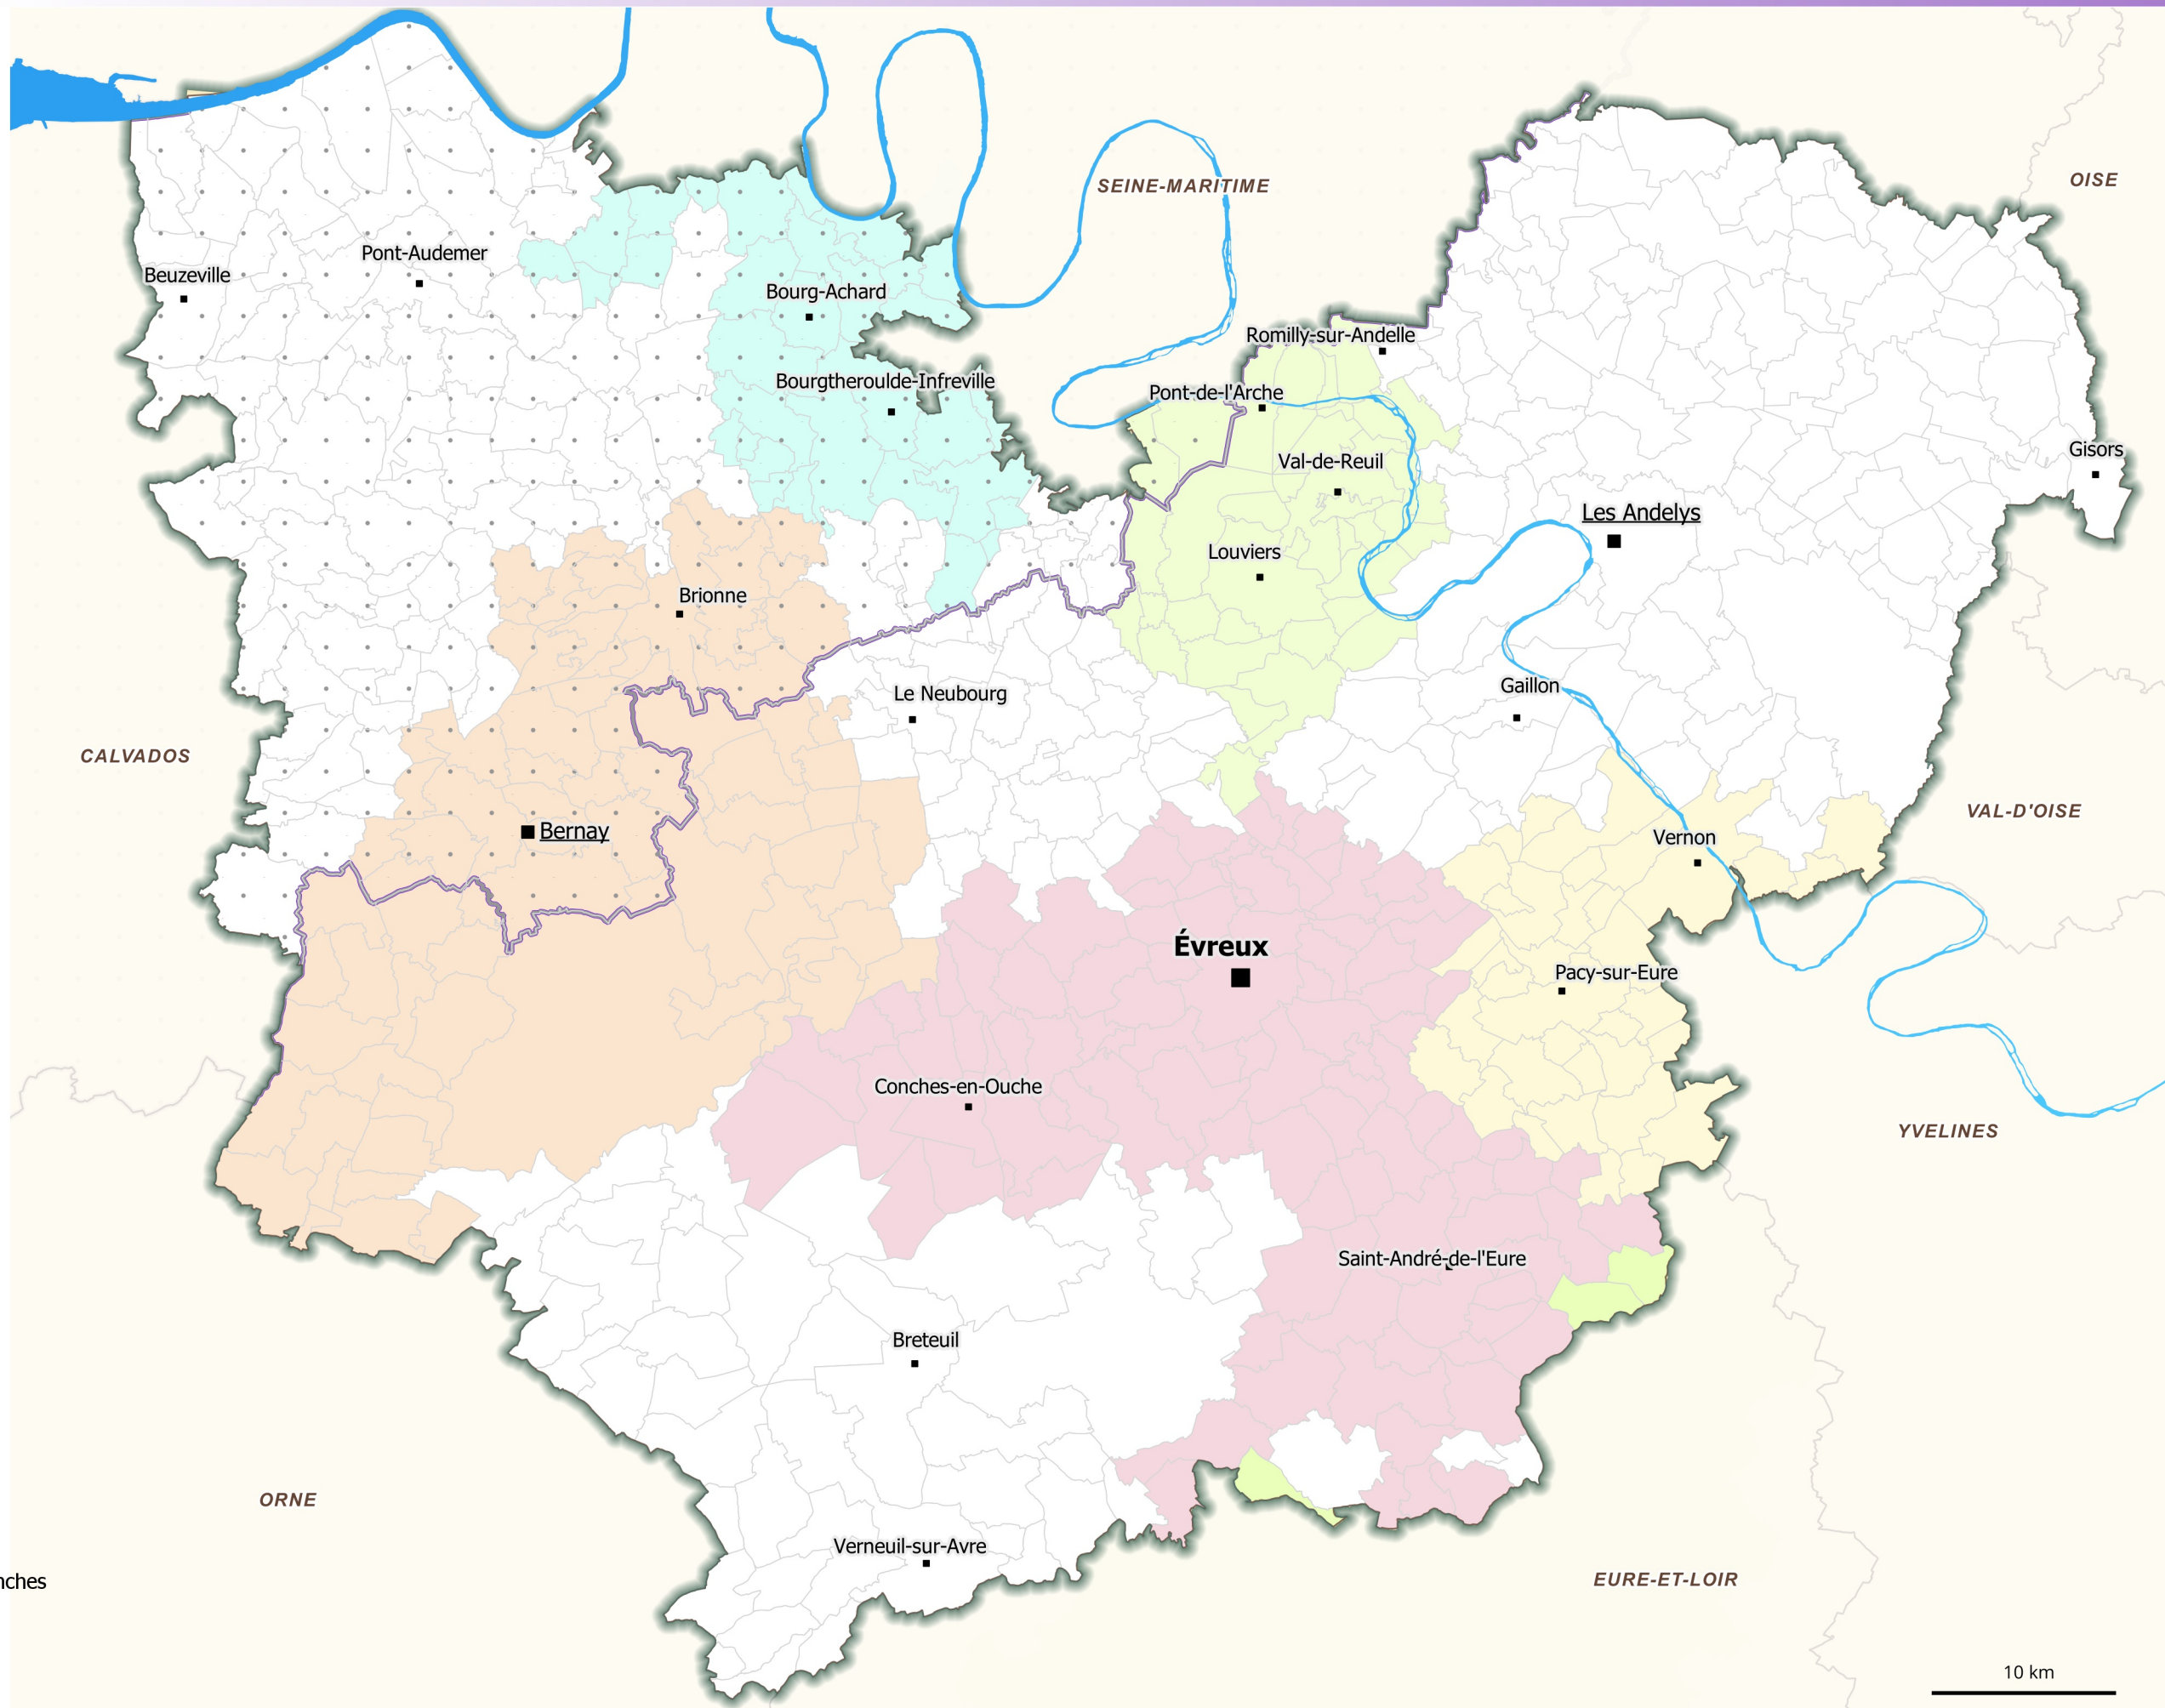 SEINE-MARITIME
OISE
Pont-Audemer
Beuzeville
Bourg-Achard
Romilly-sur-Andelle
Bourgtheroulde-Infreville
Pont-de-l'Arche
Gisors
Val-de-Reuil
Les Andelys
Louviers
Brionne
Gaillon
Le Neubourg
CALVADOS
VAL-D'OISE
Bernay
Vernon
Évreux
Pacy-sur-Eure
Conches-en-Ouche
YVELINES
Saint-André-de-l'Eure
Breteuil
ORNE
Verneuil-sur-Avre
EURE-ET-LOIR
nches
10 km